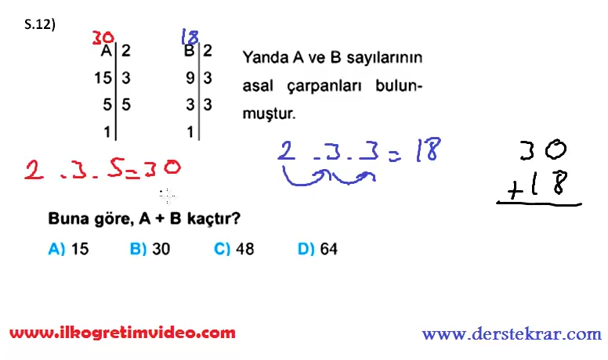 S.12)
30 18
A 2 B 2
15 3 9 3
5 5 3 3
1 1
Yanda A ve B sayılarının
asal çarpanları bulun-
muştur.
2 . 3 . 5 = 30
2 . 3 . 3 = 18
30
+18
Buna göre, A + B kaçtır?
A) 15 B) 30 C) 48 D) 64
www.ilkogretimvideo.com www.derstekrar.com